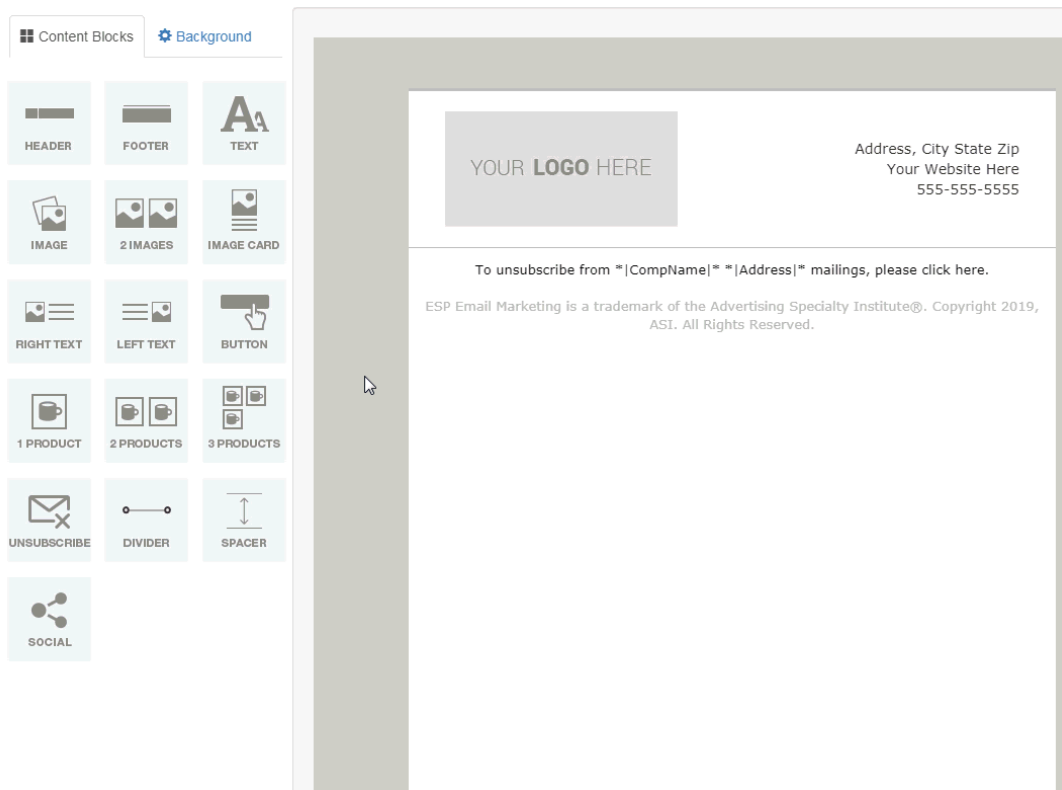 Content Blocks
Background
HEADER
FOOTER
TEXT
IMAGE
2 IMAGES
IMAGE CARD
RIGHT TEXT
LEFT TEXT
BUTTON
1 PRODUCT
2 PRODUCTS
3 PRODUCTS
UNSUBSCRIBE
DIVIDER
SPACER
SOCIAL
YOUR LOGO HERE
Address, City State Zip
Your Website Here
555-555-5555
To unsubscribe from *|CompName|* *|Address|* mailings, please click here.
ESP Email Marketing is a trademark of the Advertising Specialty Institute®. Copyright 2019,
ASI. All Rights Reserved.